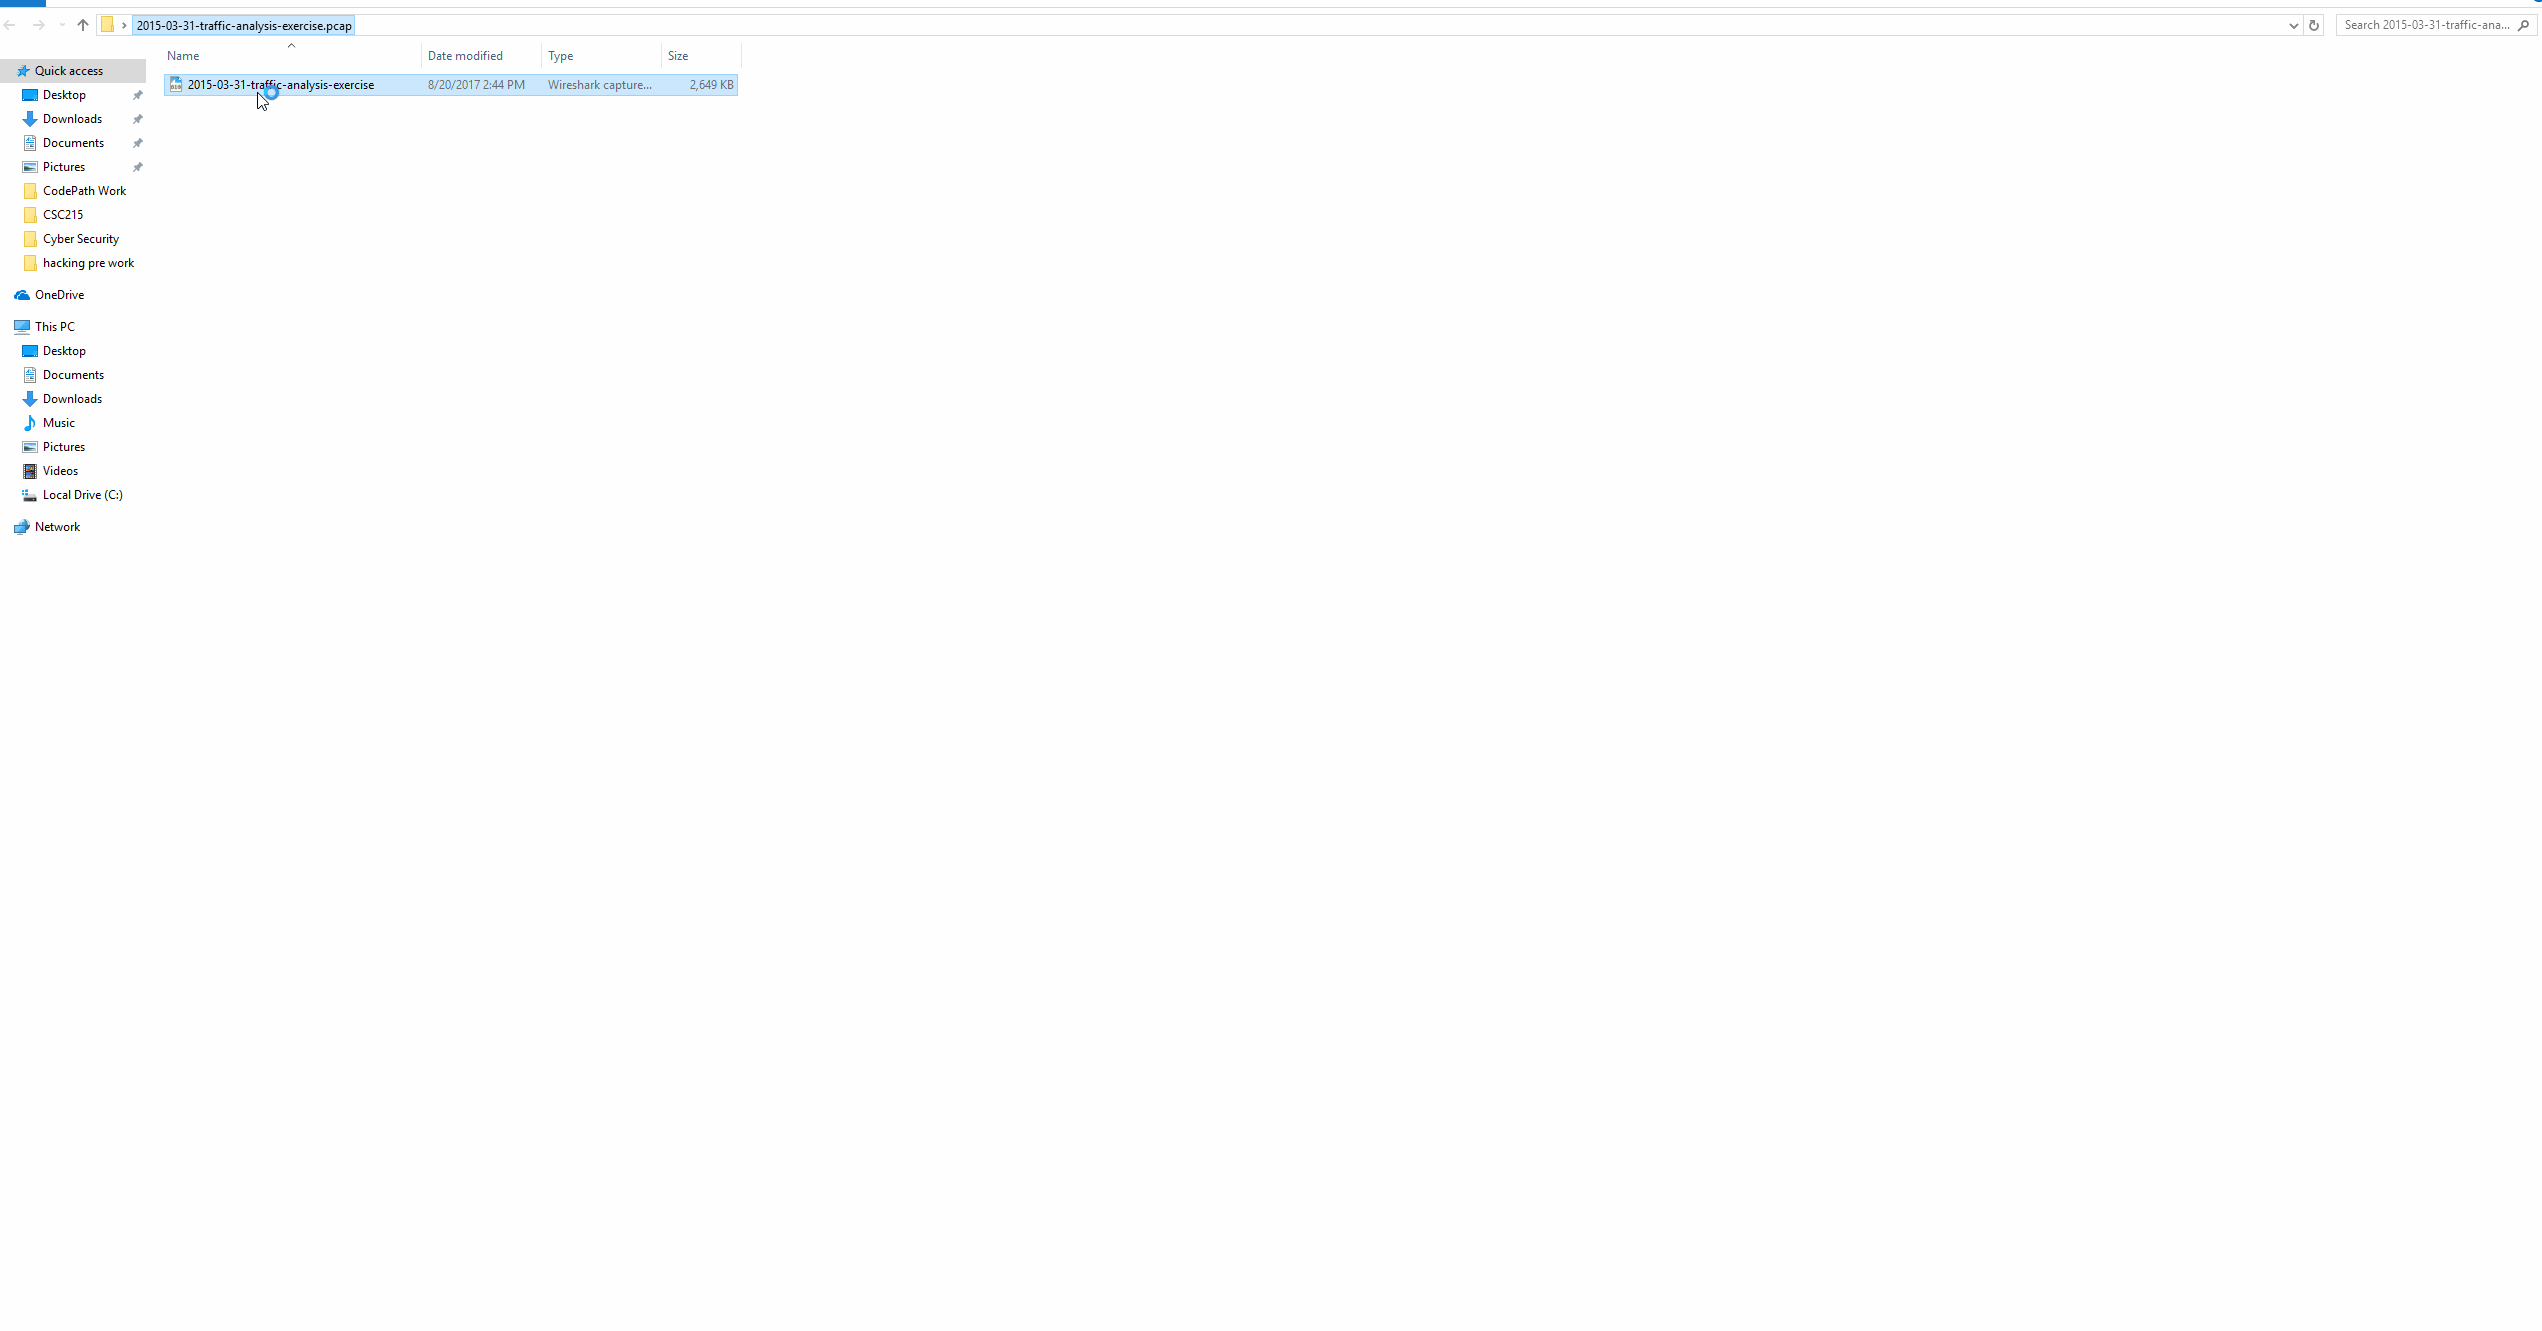 2015-03-31-traffic-analysis-exercise.pcap
Search 2015-03-31-traffic-ana...
Name Date modified Type Size
2015-03-31-traffic-analysis-exercise 8/20/2017 2:44 PM Wireshark capture... 2,649 KB
Quick access
Desktop
Downloads
Documents
Pictures
CodePath Work
CSC215
Cyber Security
hacking pre work
OneDrive
This PC
Desktop
Documents
Downloads
Music
Pictures
Videos
Local Drive (C:)
Network